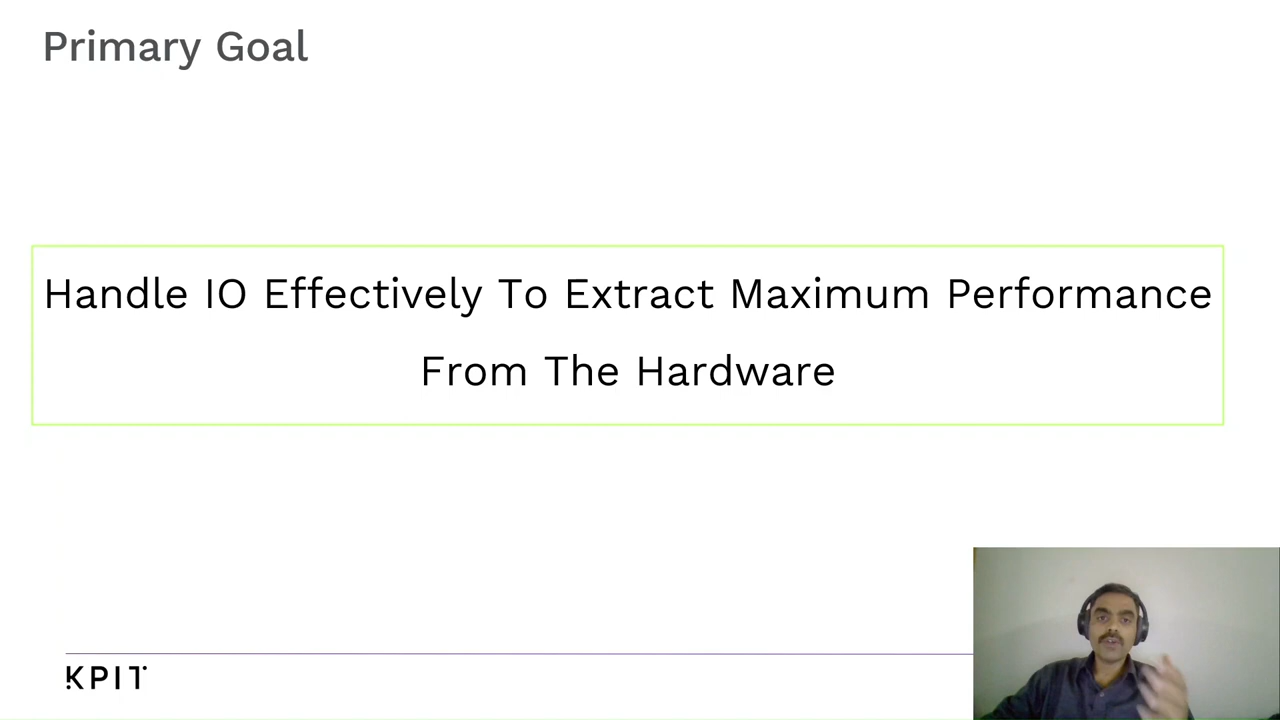 Primary Goal
Handle IO Effectively To Extract Maximum Performance
From The Hardware
KPIT